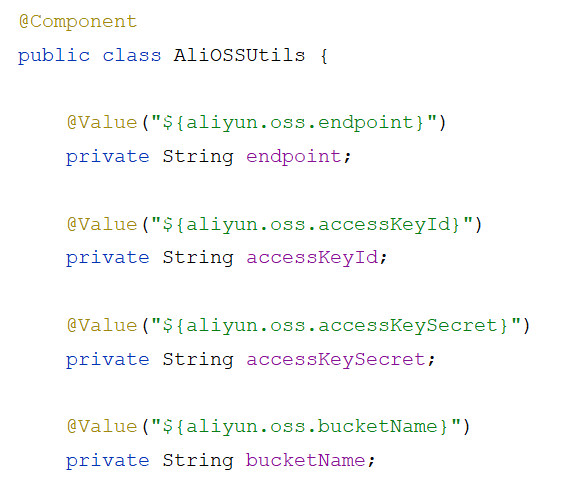 @Component
public class AliOSSUtils {
@Value("${aliyun.oss.endpoint}")
private String endpoint;
@Value("${aliyun.oss.accessKeyId}")
private String accessKeyId;
@Value("${aliyun.oss.accessKeySecret}")
private String accessKeySecret;
@Value("${aliyun.oss.bucketName}")
private String bucketName;